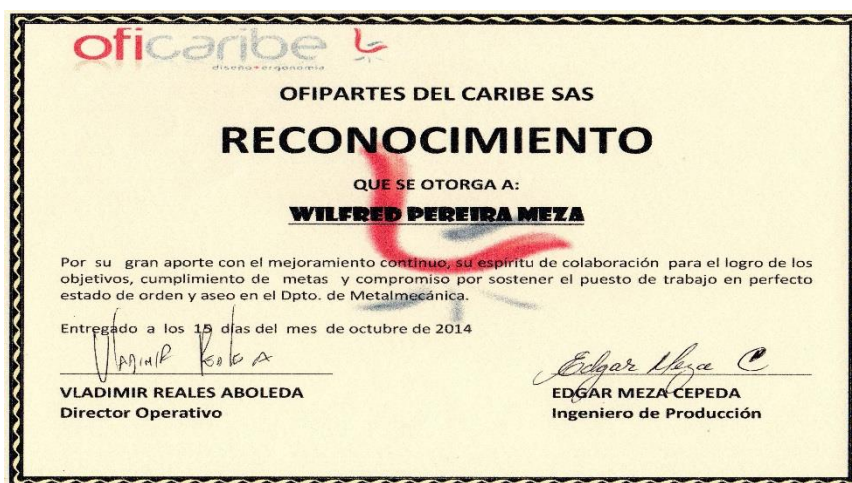 oficaribe
diseño+ergonomía
OFIPARTES DEL CARIBE SAS
RECONOCIMIENTO
QUE SE OTORGA A:
WILFRED PEREIRA MEZA
Por su gran aporte con el mejoramiento continuo, su espíritu de colaboración para el logro de los
objetivos, cumplimiento de metas y compromiso por sostener el puesto de trabajo en perfecto
estado de orden y aseo en el Dpto. de Metalmecánica.
Entregado a los 15 días del mes de octubre de 2014
Edgar Meza C
VLADIMIR REALES ABOLEDA
Director Operativo
EDGAR MEZA CEPEDA
Ingeniero de Producción